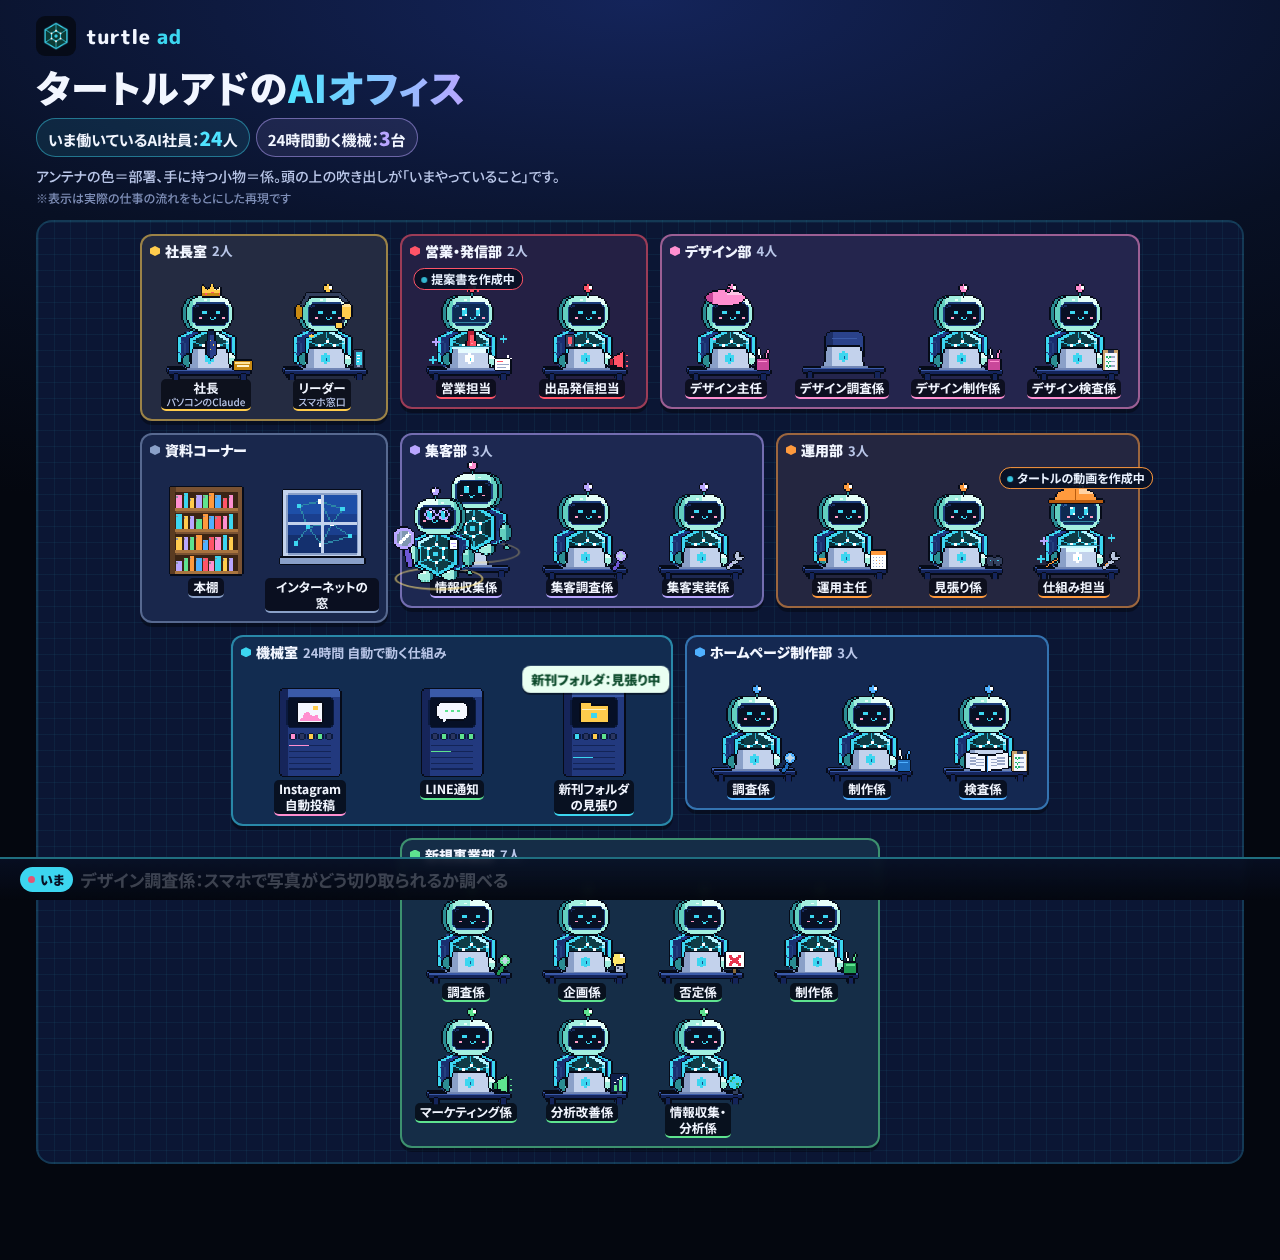 turtle ad
タートルアドのAIオフィス
いま働いているAI社員：24人
24時間動く機械：3台
アンテナの色＝部署、手に持つ小物＝係。頭の上の吹き出しが「いまやっていること」です。
※表示は実際の仕事の流れをもとにした再現です
社長室 2人
社長
パソコンのClaude
リーダー
スマホ窓口
営業・発信部 2人
提案書を作成中
営業担当
出品発信担当
デザイン部 4人
デザイン主任
デザイン調査係
デザイン制作係
デザイン検査係
資料コーナー
本棚
インターネットの
窓
集客部 3人
情報収集係
集客調査係
集客実装係
運用部 3人
タートルの動画を作成中
運用主任
見張り係
仕組み担当
機械室 24時間 自動で動く仕組み
新刊フォルダ：見張り中
Instagram
自動投稿
LINE通知
新刊フォルダ
の見張り
ホームページ制作部 3人
調査係
制作係
検査係
新規事業部 7人
いま
デザイン調査係：スマホで写真がどう切り取られるか調べる
調査係
企画係
否定係
制作係
マーケティング係
分析改善係
情報収集・
分析係